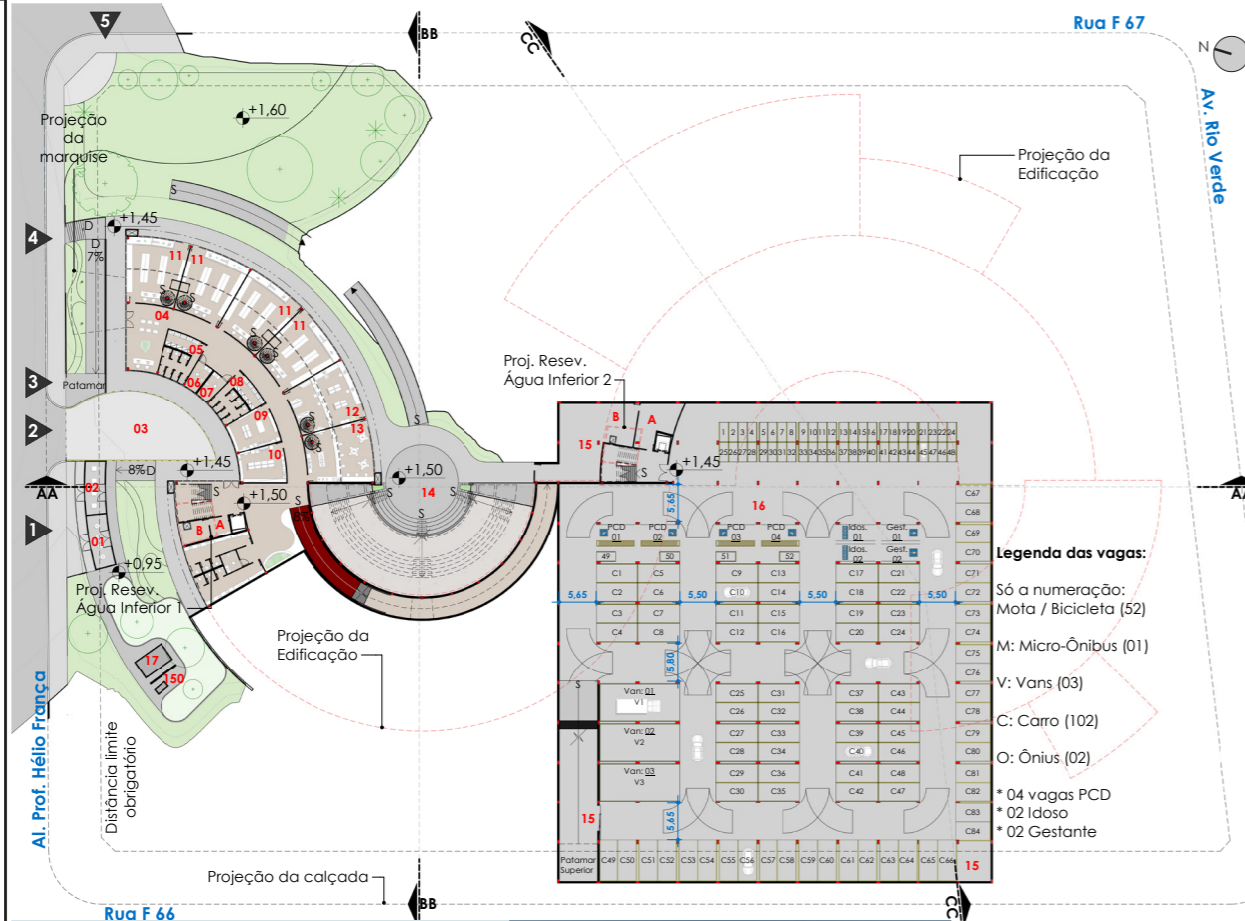 5
BB
CC
Rua F 67
N
Av. Rio Verde
+1,60
Projeção
da
marquise
Projeção da
Edificação
S
+1,45
D
4
D
7%
11
11
S
S
04
11
11
S
S
05
Proj. Resev.
Água Inferior 2
3
Patamar
06
07
08
09
12
13
S
S
S
B
A
15
S
1 2 3 4 5 6 7 8 9 10 11 12 13 14 15 16 17 18 19 20 21 22 23 24
25 26 27 28 29 30 31 32 33 34 35 36 37 38 39 40 41 42 43 44 45 46 47 48
2
03
10
+1,45
8%D
+1,45
+1,50
14
AA
02
S
+1,50
S
S
S
8%
5,65
16
C67
C68
AA
1
01
B
A
PCD
01
PCD
02
PCD
03
PCD
04
Idos.
01
Gest.
01
Idos.
02
Gest.
02
C69
C70
49
50
51
52
Legenda das vagas:
+0,95
Proj. Resev.
Água Inferior 1
C1 C5 C9 C13 C17 C21 C71
5,65 C2 C6 5,50 C10 C14 5,50 C18 C22 5,50 C72
C3 C7 C11 C15 C19 C23 C73
C4 C8 C12 C16 C20 C24 C74
Só a numeração:
Mota / Bicicleta (52)
M: Micro-Ônibus (01)
V: Vans (03)
C: Carro (102)
O: Ônius (02)
* 04 vagas PCD
* 02 Idoso
* 02 Gestante
Projeção da
Edificação
5,80
C75
C76
17
150
S
Van: 01
V1
C25 C31 C37 C43 C77
C26 C32 C38 C44 C78
Van: 02
V2
C27 C33 C39 C45 C79
C28 C34 C40 C46 C80
Van: 03
V3
C29 C36 C41 C48 C81
C30 C35 C42 C47 C82
Al. Prof. Hélio França
Distância limite
obrigatório
15
5,65
C83
C84
Patamar
Superior
C49 C50 C51 C52 C53 C54 C55 C56 C57 C58 C59 C60 C61 C62 C63 C64 C65 C66
15
Projeção da calçada
Rua F 66
BB
CC